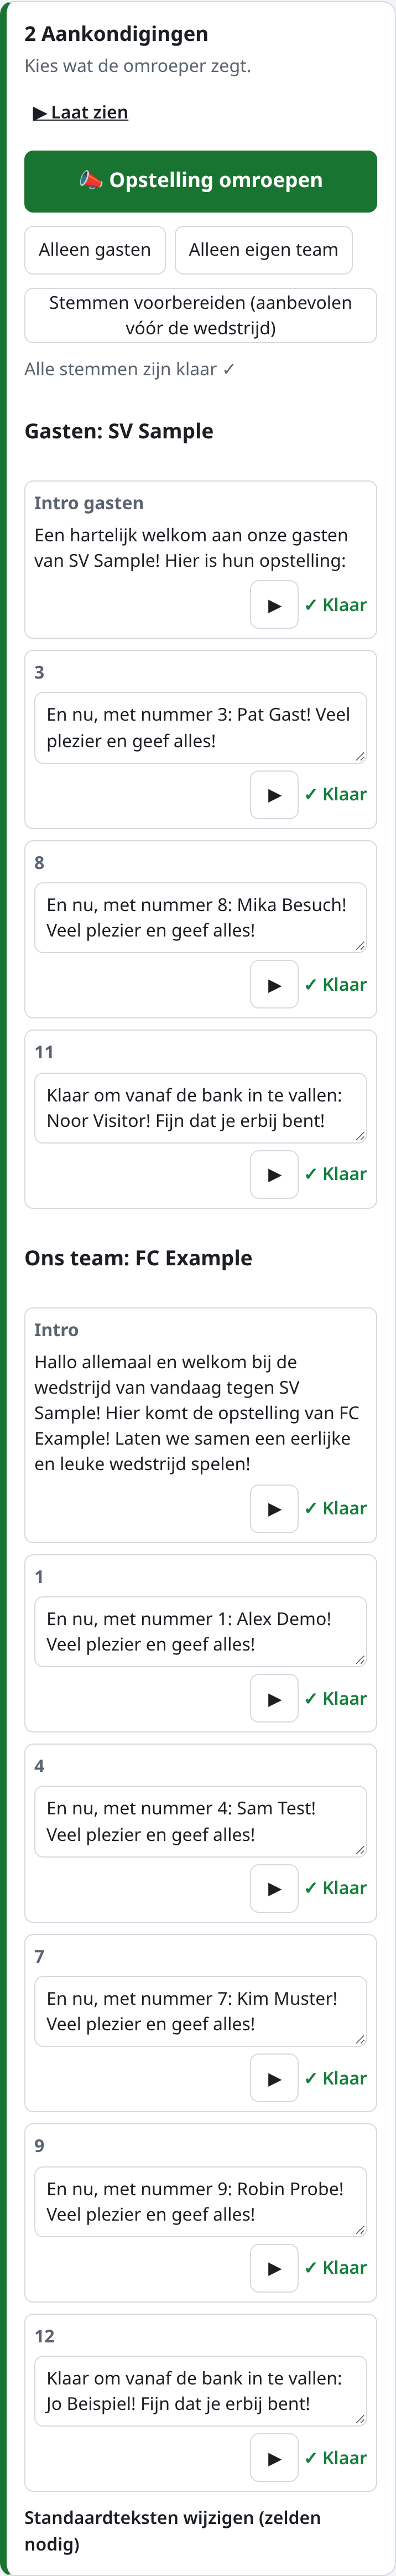 2 Aankondigingen
Kies wat de omroeper zegt.
▶ Laat zien
📣 Opstelling omroepen
Alleen gasten
Alleen eigen team
Stemmen voorbereiden (aanbevolen
vóór de wedstrijd)
Alle stemmen zijn klaar ✓
Gasten: SV Sample
Intro gasten
Een hartelijk welkom aan onze gasten
van SV Sample! Hier is hun opstelling:
▶ ✓ Klaar
3
En nu, met nummer 3: Pat Gast! Veel
plezier en geef alles!
▶ ✓ Klaar
8
En nu, met nummer 8: Mika Besuch!
Veel plezier en geef alles!
▶ ✓ Klaar
11
Klaar om vanaf de bank in te vallen:
Noor Visitor! Fijn dat je erbij bent!
▶ ✓ Klaar
Ons team: FC Example
Intro
Hallo allemaal en welkom bij de
wedstrijd van vandaag tegen SV
Sample! Hier komt de opstelling van FC
Example! Laten we samen een eerlijke
en leuke wedstrijd spelen!
▶ ✓ Klaar
1
En nu, met nummer 1: Alex Demo!
Veel plezier en geef alles!
▶ ✓ Klaar
4
En nu, met nummer 4: Sam Test!
Veel plezier en geef alles!
▶ ✓ Klaar
7
En nu, met nummer 7: Kim Muster!
Veel plezier en geef alles!
▶ ✓ Klaar
9
En nu, met nummer 9: Robin Probe!
Veel plezier en geef alles!
▶ ✓ Klaar
12
Klaar om vanaf de bank in te vallen:
Jo Beispiel! Fijn dat je erbij bent!
▶ ✓ Klaar
Standaardteksten wijzigen (zelden
nodig)